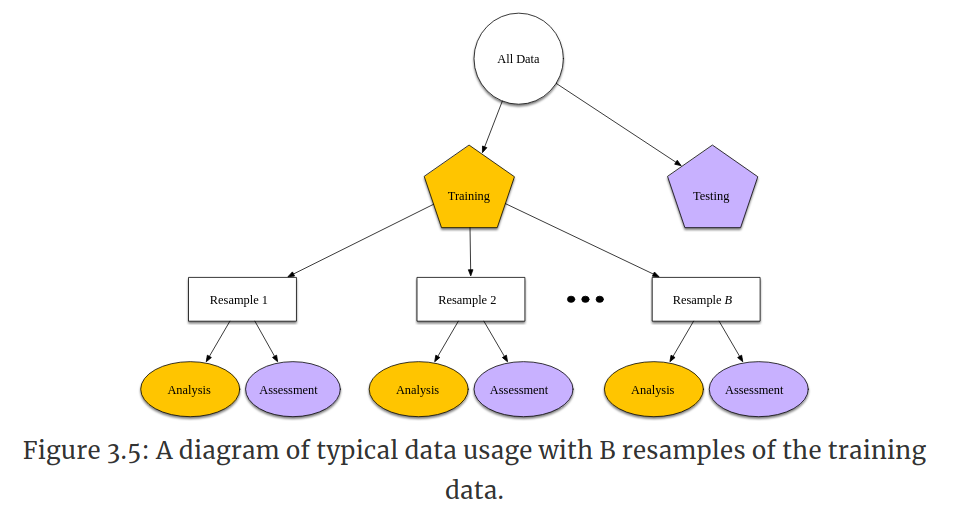 All Data
Training
Testing
Resample 1
Resample 2
Resample B
Analysis
Assessment
Analysis
Assessment
Analysis
Assessment
Figure 3.5: A diagram of typical data usage with B resamples of the training
data.